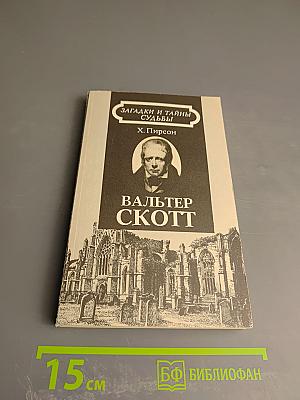 ЗАГАДКИ И ТАЙНЫ
СУДЬБЫ
Х. Пирсон
ВАЛЬТЕР
СКОТТ
15 см
БФ БИБЛИОФАН